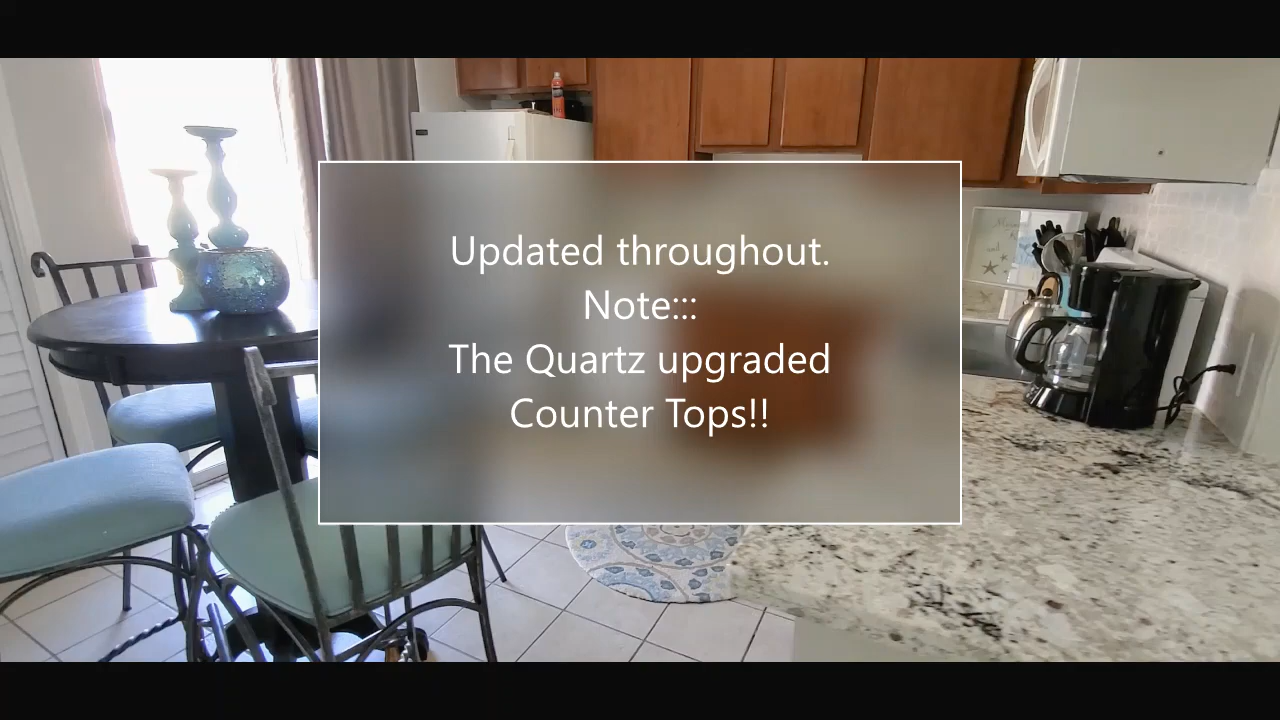 Updated throughout.
Note:::
The Quartz upgraded
Counter Tops!!